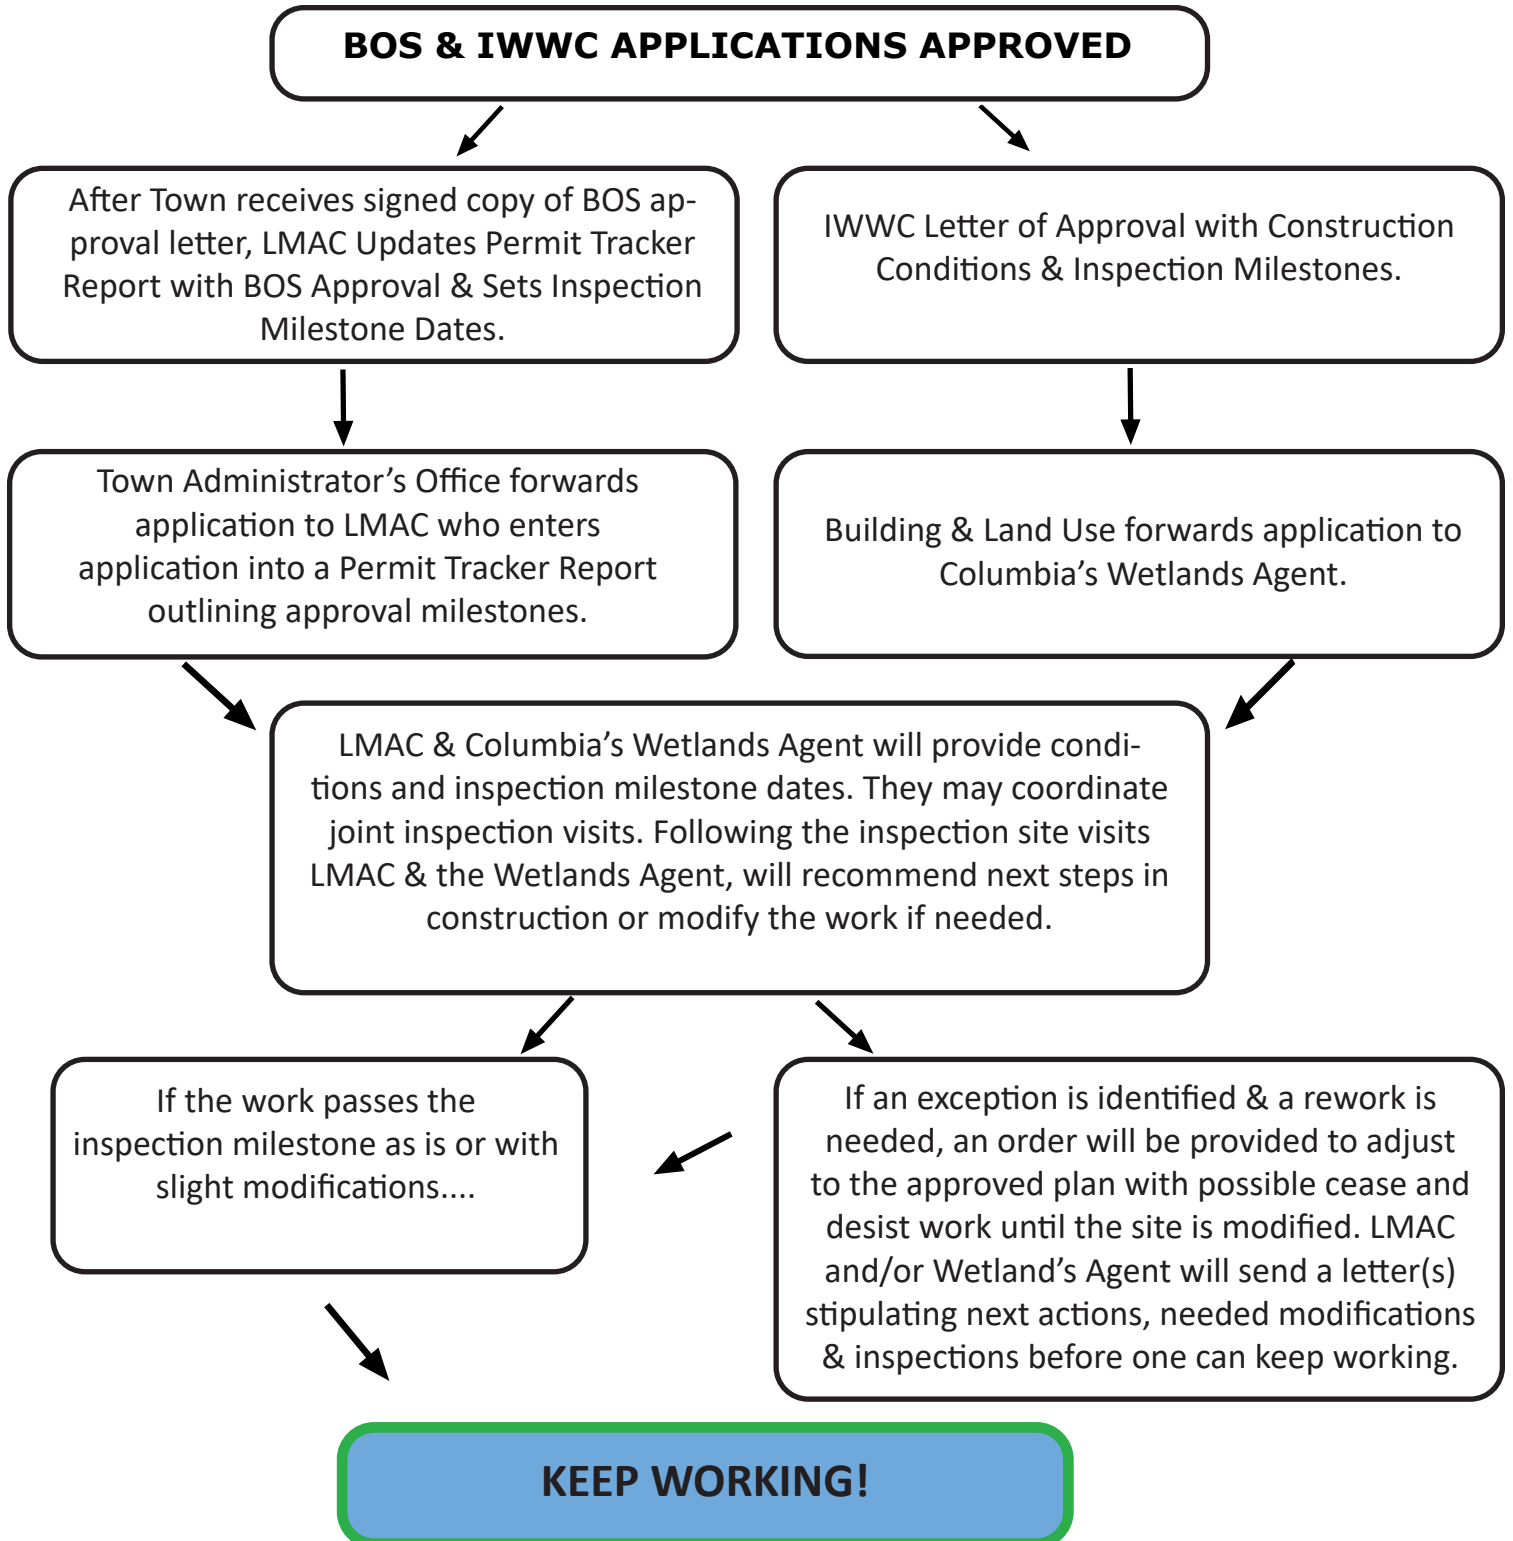 BOS & IWWC APPLICATIONS APPROVED
After Town receives signed copy of BOS ap-
proval letter, LMAC Updates Permit Tracker
Report with BOS Approval & Sets Inspection
Milestone Dates.
IWWC Letter of Approval with Construction
Conditions & Inspection Milestones.
Town Administrator’s Office forwards
application to LMAC who enters
application into a Permit Tracker Report
outlining approval milestones.
Building & Land Use forwards application to
Columbia’s Wetlands Agent.
LMAC & Columbia’s Wetlands Agent will provide condi-
tions and inspection milestone dates. They may coordinate
joint inspection visits. Following the inspection site visits
LMAC & the Wetlands Agent, will recommend next steps in
construction or modify the work if needed.
If the work passes the
inspection milestone as is or with
slight modifications....
If an exception is identified & a rework is
needed, an order will be provided to adjust
to the approved plan with possible cease and
desist work until the site is modified. LMAC
and/or Wetland’s Agent will send a letter(s)
stipulating next actions, needed modifications
& inspections before one can keep working.
KEEP WORKING!